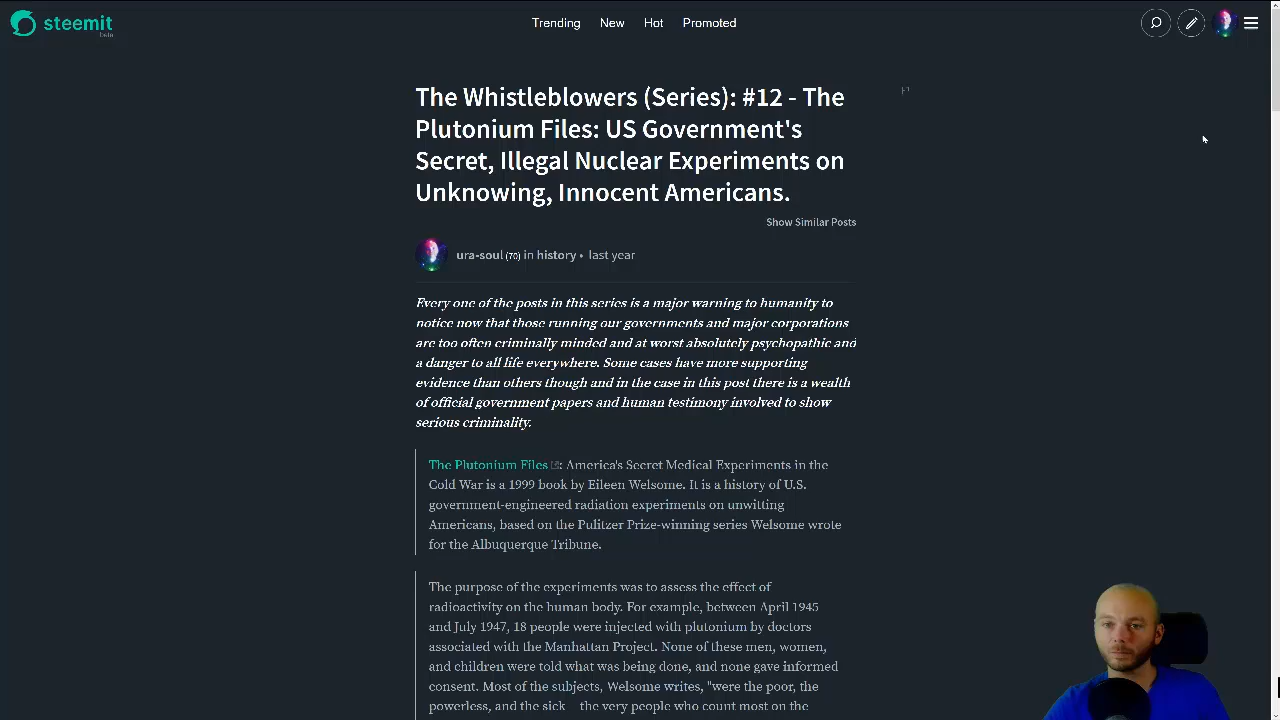 steemit
beta
Trending
New
Hot
Promoted
The Whistleblowers (Series): #12 - The
Plutonium Files: US Government's
Secret, Illegal Nuclear Experiments on
Unknowing, Innocent Americans.
Show Similar Posts
ura-soul (70) in history • last year
Every one of the posts in this series is a major warning to humanity to
notice now that those running our governments and major corporations
are too often criminally minded and at worst absolutely psychopathic and
a danger to all life everywhere. Some cases have more supporting
evidence than others though and in the case in this post there is a wealth
of official government papers and human testimony involved to show
serious criminality.
The Plutonium Files: America's Secret Medical Experiments in the
Cold War is a 1999 book by Eileen Welsome. It is a history of U.S.
government-engineered radiation experiments on unwitting
Americans, based on the Pulitzer Prize-winning series Welsome wrote
for the Albuquerque Tribune.
The purpose of the experiments was to assess the effect of
radioactivity on the human body. For example, between April 1945
and July 1947, 18 people were injected with plutonium by doctors
associated with the Manhattan Project. None of these men, women,
and children were told what was being done, and none gave informed
consent. Most of the subjects, Welsome writes, "were the poor, the
powerless, and the sick the very people who count most on the